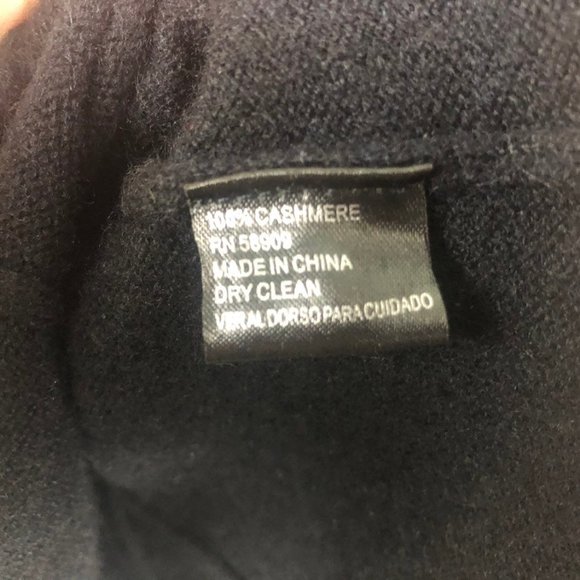 100% CASHMERE
RN 56909
MADE IN CHINA
DRY CLEAN
VER AL DORSO PARA CUIDADO